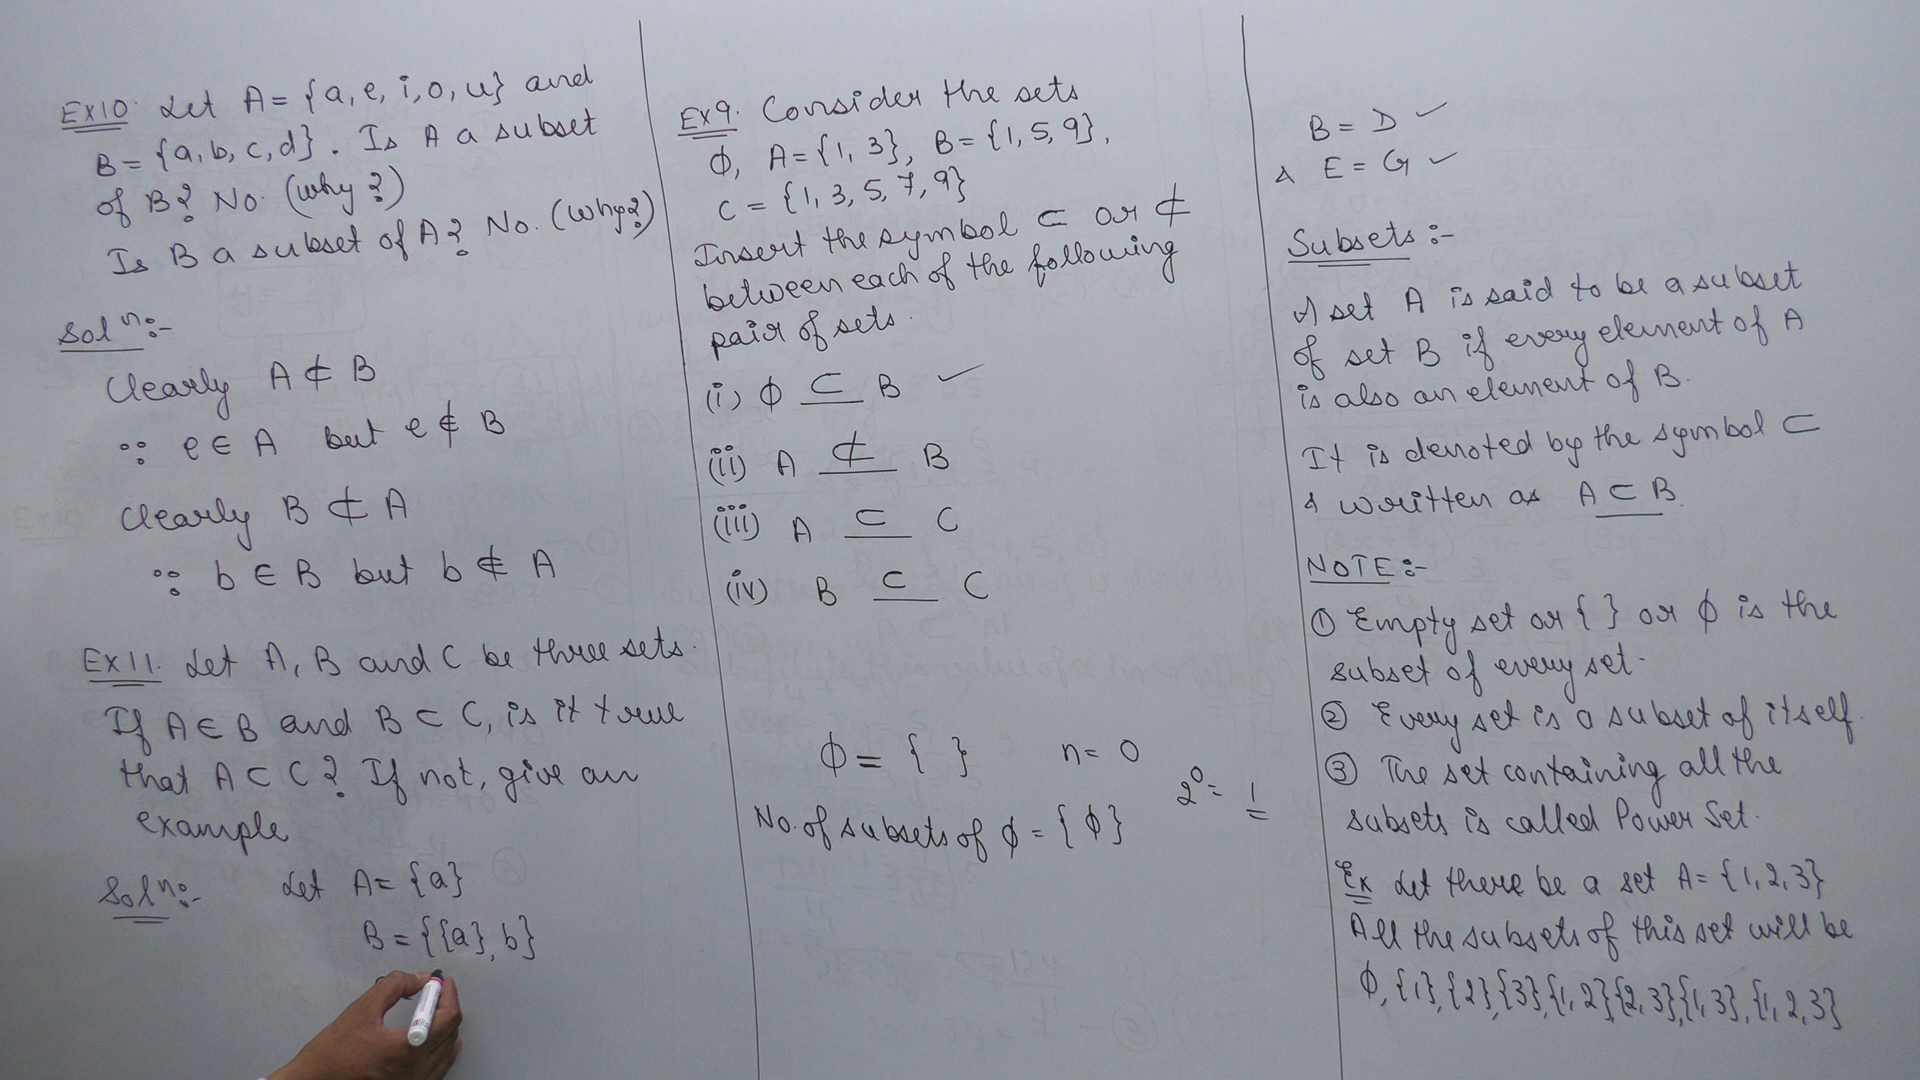 Ex10. Let A = {a, e, i, o, u} and
B = {a, b, c, d}. Is A a subset
of B? No. (why?)
Is B a subset of A? No. (why?)
Solⁿ:-
Clearly A ⊄ B
∵ e ∈ A but e ∉ B
Clearly B ⊄ A
∵ b ∈ B but b ∉ A
Ex11. Let A, B and C be three sets.
If A ∈ B and B ⊂ C, is it true
that A ⊂ C? If not, give an
example
Solⁿ:- Let A = {a}
B = {{a}, b}
Ex9. Consider the sets
ϕ, A = {1, 3}, B = {1, 5, 9},
C = {1, 3, 5, 7, 9}
Insert the symbol ⊂ or ⊄
between each of the following
pair of sets.
(i) ϕ ⊂ B ✓
(ii) A ⊄ B
(iii) A ⊂ C
(iv) B ⊂ C
ϕ = { } n = 0
2⁰ = 1
No. of subsets of ϕ = {ϕ}
B = D ✓
& E = G ✓
Subsets :-
A set A is said to be a subset
of set B if every element of A
is also an element of B.
It is denoted by the symbol ⊂
& written as A ⊂ B.
NOTE :-
① Empty set or { } or ϕ is the
subset of every set.
② Every set is a subset of itself.
③ The set containing all the
subsets is called Power Set.
Ex Let there be a set A = {1, 2, 3}
All the subsets of this set will be
ϕ, {1}, {2}, {3}, {1, 2}, {2, 3}, {1, 3}, {1, 2, 3}